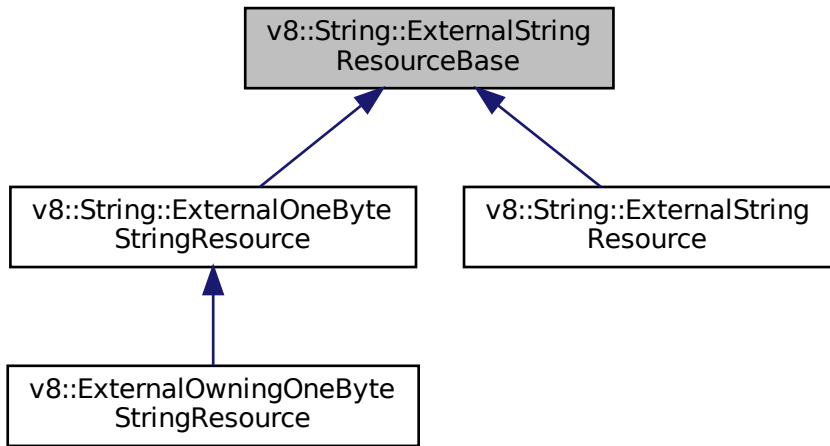 v8::String::ExternalString
ResourceBase
v8::String::ExternalOneByte
StringResource
v8::String::ExternalString
Resource
v8::ExternalOwningOneByte
StringResource